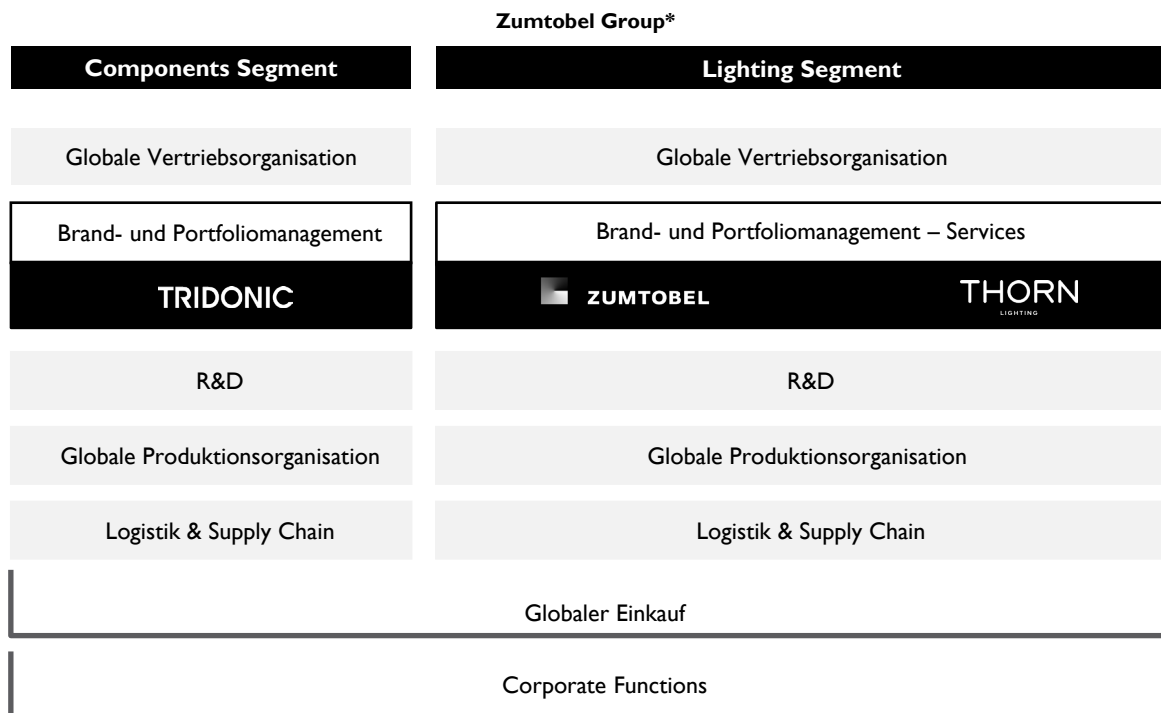 Zumtobel Group*
Components Segment
Lighting Segment
Globale Vertriebsorganisation
Globale Vertriebsorganisation
Brand- und Portfoliomanagement
Brand- und Portfoliomanagement – Services
TRIDONIC
ZUMTOBEL
THORN
LIGHTING
R&D
R&D
Globale Produktionsorganisation
Globale Produktionsorganisation
Logistik & Supply Chain
Logistik & Supply Chain
Globaler Einkauf
Corporate Functions